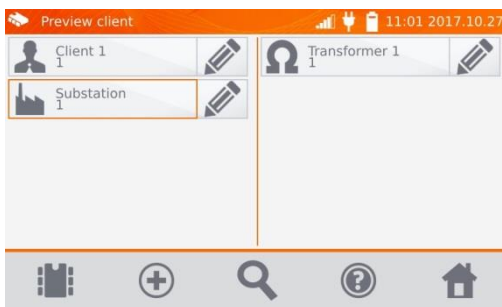 Preview client
11:01 2017.10.27
Client 1
1
Substation
1
Transformer 1
1